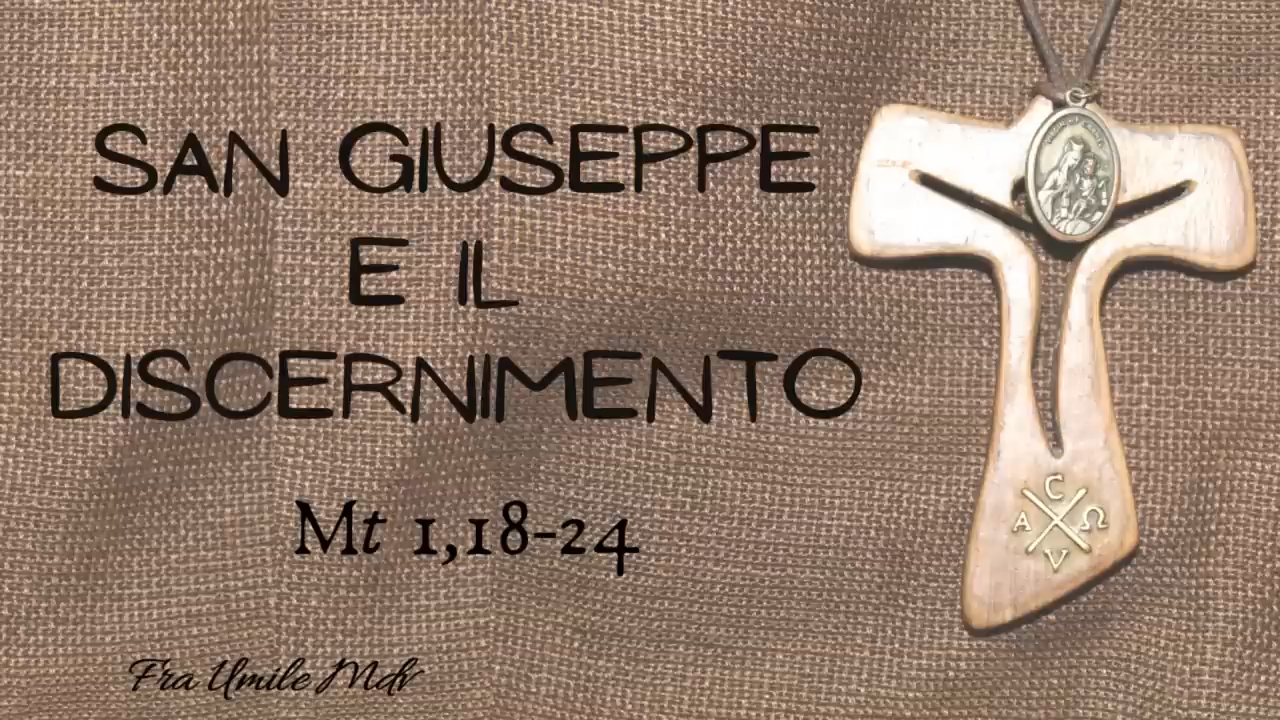 SAN GIUSEPPE
E IL
DISCERNIMENTO
Mt 1,18-24
Fra Umile Mdv
C
A Ω
V